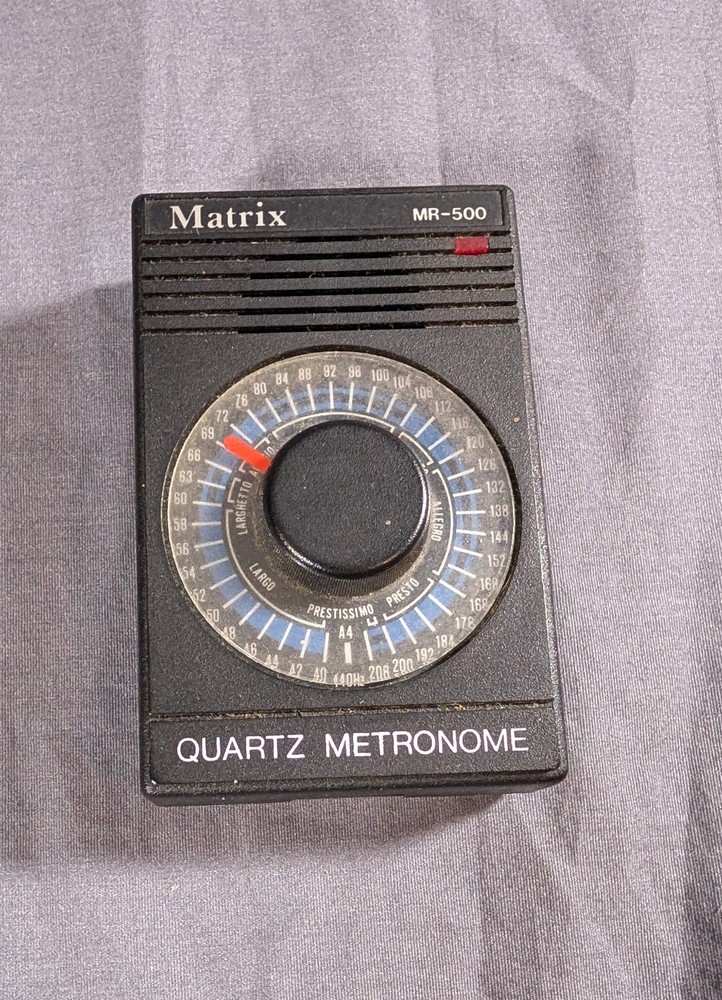 Matrix
MR-500
80 84 88 92 96 100 104 108 112 116 120 126 132 138 144 152 160 168 176 184 192 200 208 440Hz 40 42 44 46 48 50 52 54 56 58 60 63 66 69 72 76
LARGHETTO
ALLEGRO
LARGO
PRESTISSIMO
PRESTO
A4
QUARTZ METRONOME